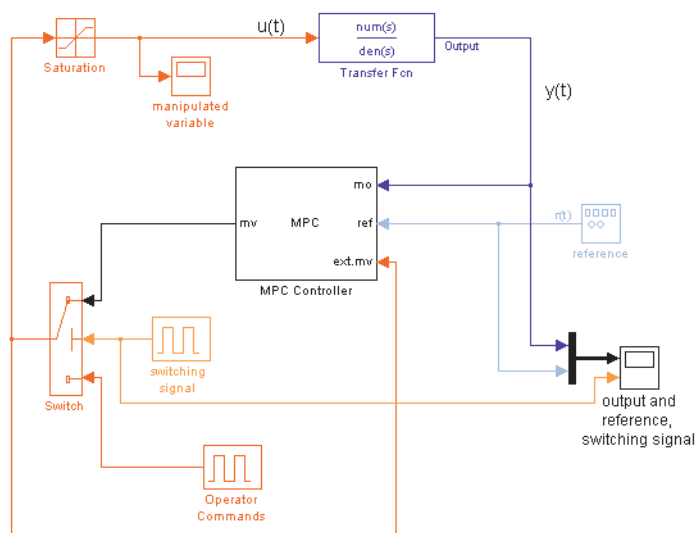 u(t)
num(s)
den(s)
Output
Transfer Fcn
Saturation
manipulated
variable
y(t)
mo
mv
MPC
ref
ext.mv
MPC Controller
r(t)
reference
switching
signal
Switch
output and
reference,
switching signal
Operator
Commands